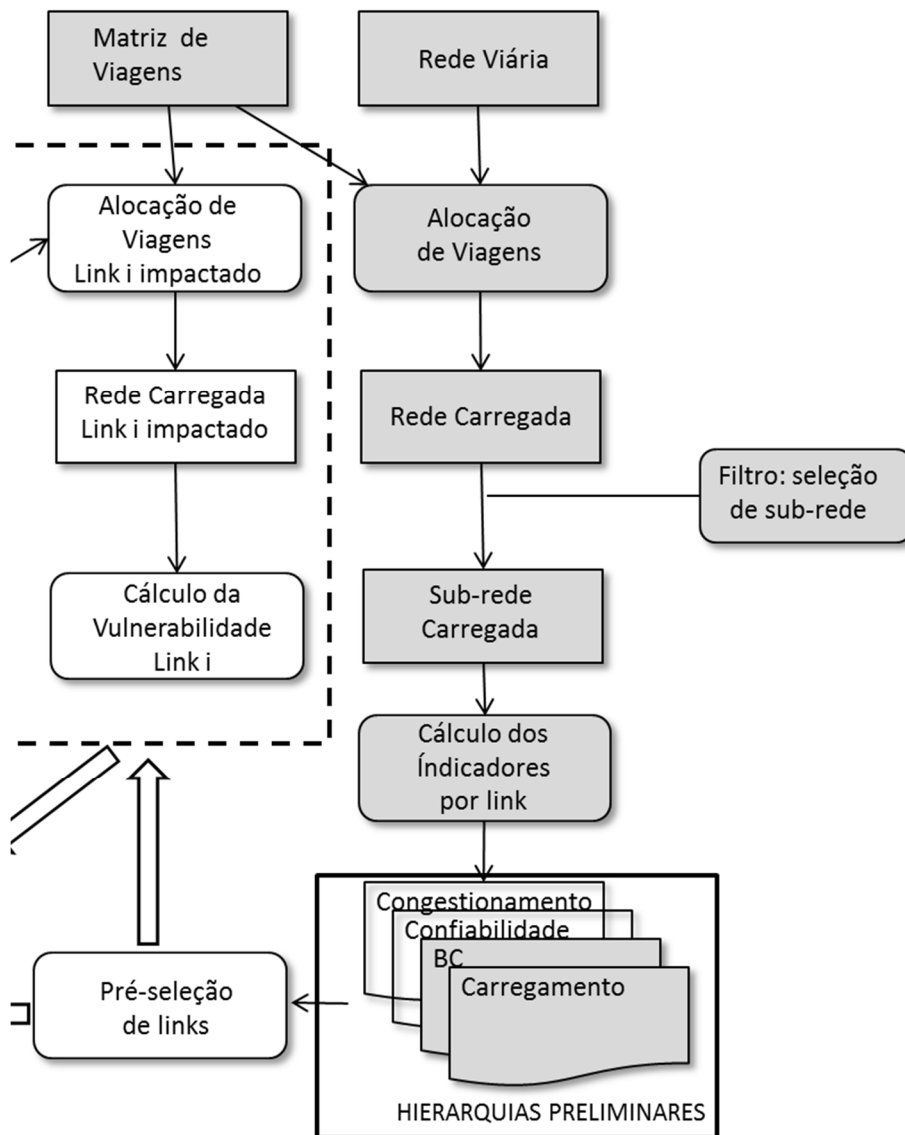 Matriz de
Viagens
Rede Viária
Alocação de
Viagens
Link i impactado
Alocação
de Viagens
Rede Carregada
Link i impactado
Rede Carregada
Filtro: seleção
de sub-rede
Cálculo da
Vulnerabilidade
Link i
Sub-rede
Carregada
Cálculo dos
Índicadores
por link
Congestionamento
Confiabilidade
BC
Carregamento
Pré-seleção
de links
HIERARQUIAS PRELIMINARES